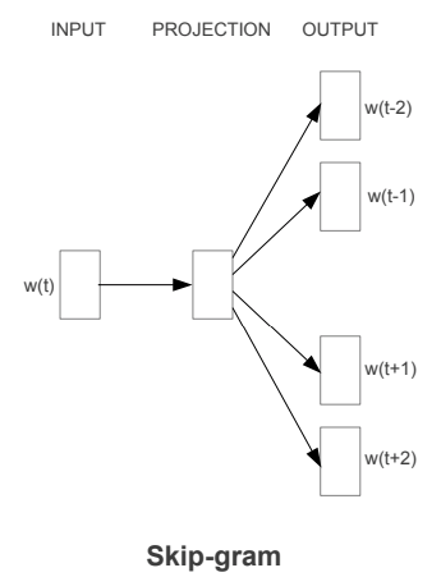 INPUT PROJECTION OUTPUT
w(t-2)
w(t-1)
w(t)
w(t+1)
w(t+2)
Skip-gram